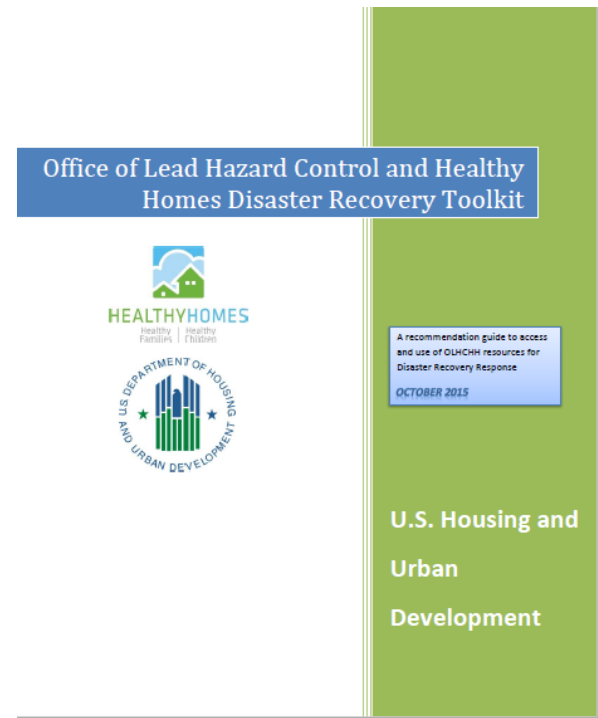 Office of Lead Hazard Control and Healthy
Homes Disaster Recovery Toolkit
HEALTHYHOMES
Healthy | Healthy
Families | Children
U.S. DEPARTMENT OF HOUSING
AND URBAN DEVELOPMENT
A recommendation guide to access
and use of OLHCHH resources for
Disaster Recovery Response
OCTOBER 2015
U.S. Housing and
Urban
Development